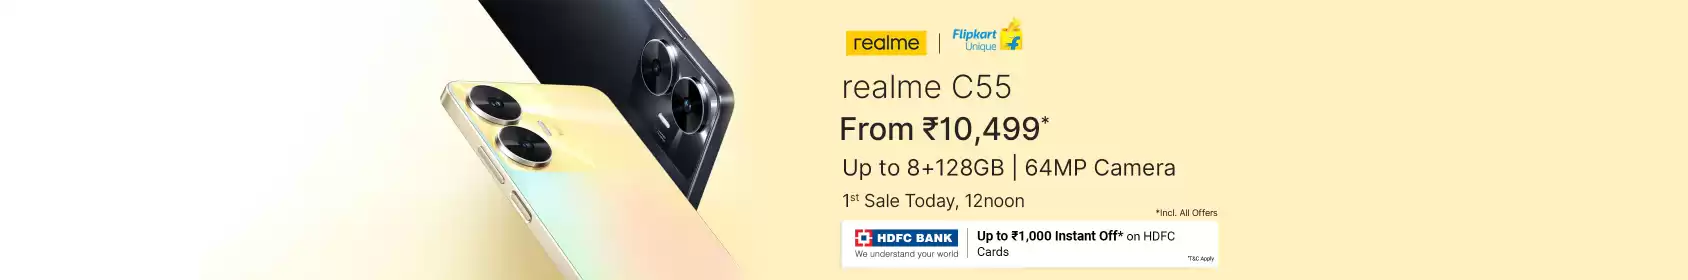 realme
Flipkart
Unique
realme C55
From ₹10,499*
Up to 8+128GB | 64MP Camera
1st Sale Today, 12noon
*Incl. All Offers
HDFC BANK
We understand your world
Up to ₹1,000 Instant Off* on HDFC
Cards
*T&C Apply